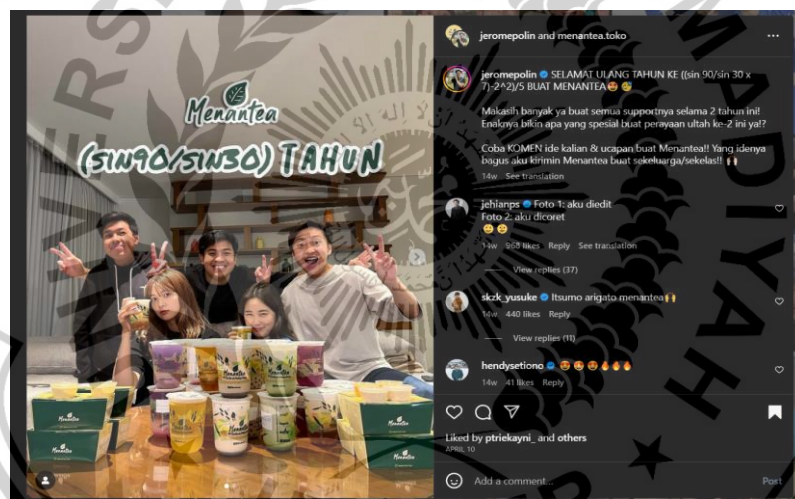 Menantea
(SIN90/SIN30) TAHUN
jeromepolin and menantea.toko
jeromepolin SELAMAT ULANG TAHUN KE ((sin 90/sin 30 x
7)-2^2)/5 BUAT MENANTEA😍🥳
Makasih banyak ya buat semua supportnya selama 2 tahun ini!
Enaknya bikin apa yang spesial buat perayaan ultah ke-2 ini ya!?
Coba KOMEN ide kalian & ucapan buat Menantea!! Yang idenya
bagus aku kirimin Menantea buat sekeluarga/sekelas!! 🙌
14w See translation
jehianps Foto 1: aku diedit
Foto 2: aku dicoret
14w 968 likes Reply See translation
View replies (37)
skzk_yusuke Itsumo arigato menantea🙌
14w 440 likes Reply
View replies (11)
hendysetiono 😍😍😍🔥🔥🔥
14w 41 likes Reply
Liked by ptriekayni_ and others
APRIL 10
Add a comment...
Post
Menantea
Menantea
Menantea
Menantea